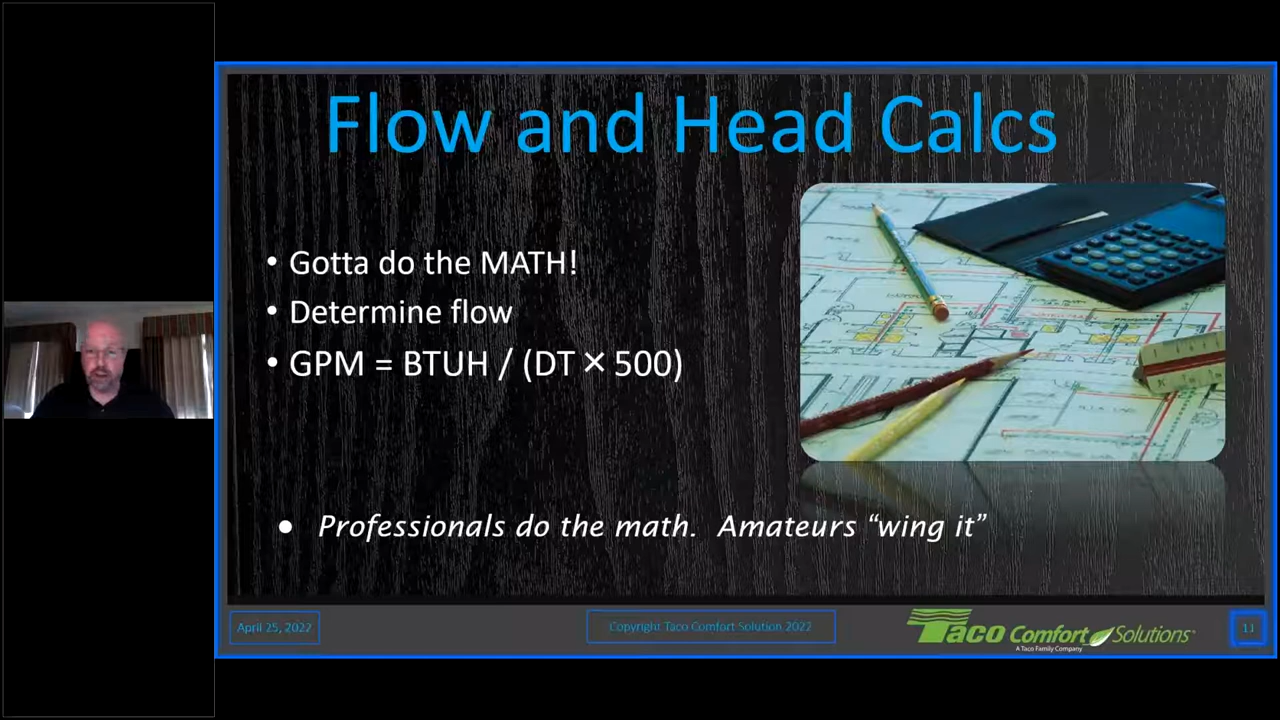 Flow and Head Calcs
• Gotta do the MATH!
• Determine flow
• GPM = BTUH / (DT × 500)
• Professionals do the math. Amateurs “wing it”
April 25, 2022
Copyright Taco Comfort Solution 2022
Taco Comfort Solutions
A Taco Family Company
11